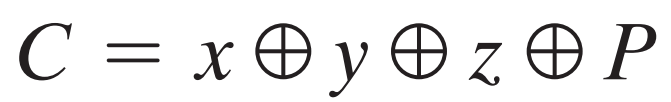 C = x ⊕ y ⊕ z ⊕ P